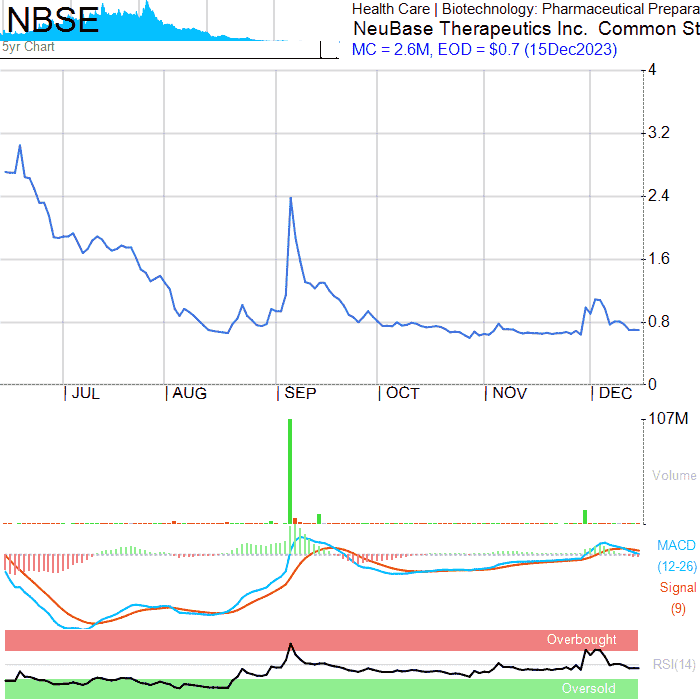 NBSE
5yr Chart
Health Care | Biotechnology: Pharmaceutical Prepara
NeuBase Therapeutics Inc. Common St
MC = 2.6M, EOD = $0.7 (15Dec2023)
4
3.2
2.4
1.6
0.8
0
JUL AUG SEP OCT NOV DEC
107M
Volume
MACD
(12-26)
Signal
(9)
Overbought
RSI(14)
Oversold